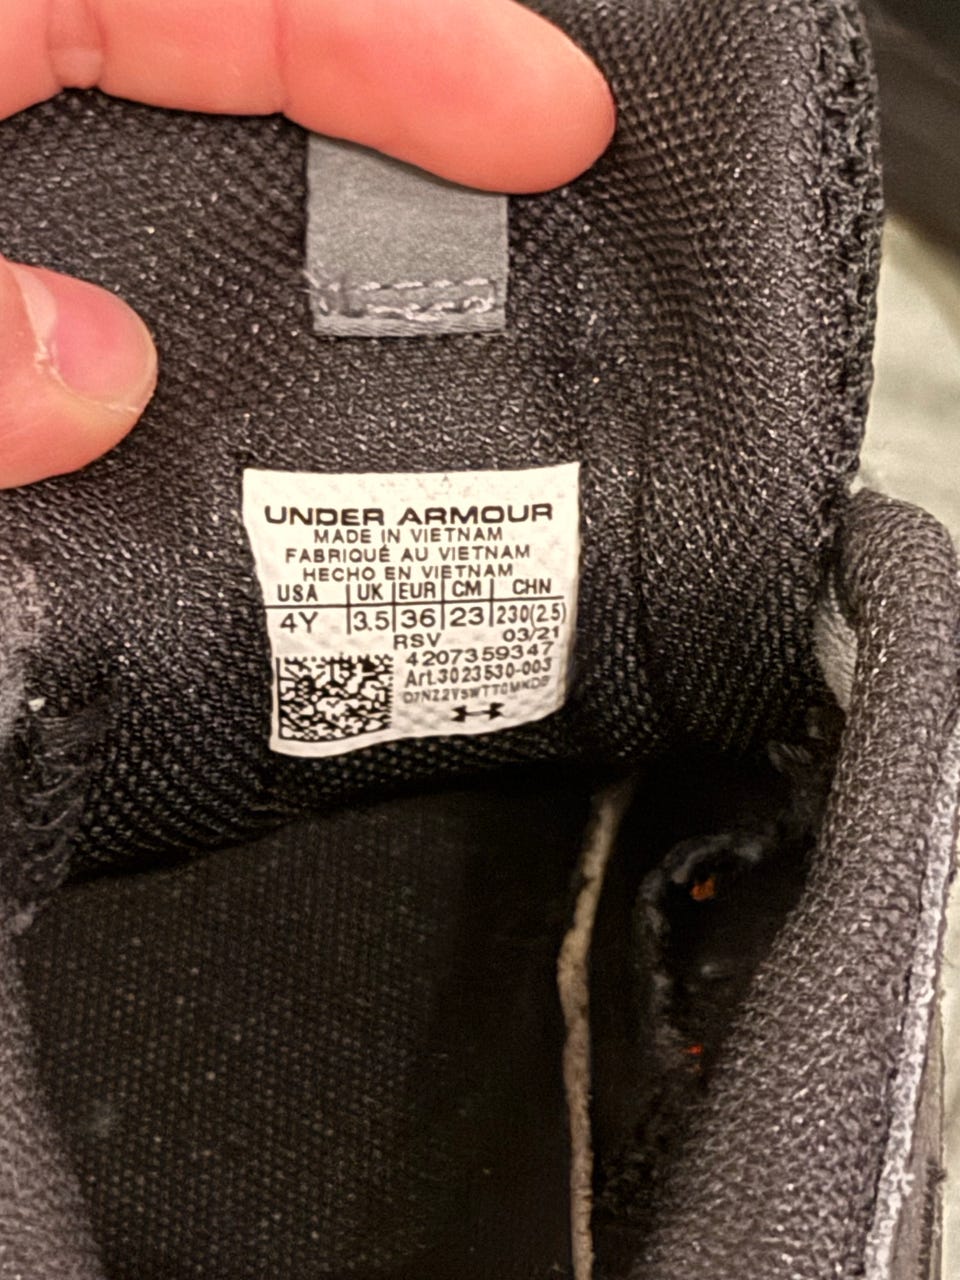 UNDER ARMOUR
MADE IN VIETNAM
FABRIQUÉ AU VIETNAM
HECHO EN VIETNAM
USA UK EUR CM CHN
4Y 3.5 36 23 230(2.5)
RSV 03/21
4207359347
Art.3023530-003